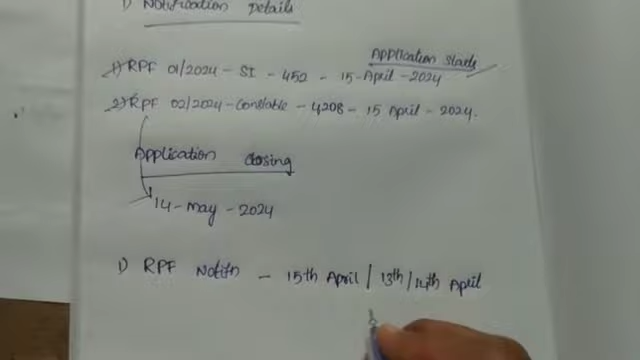 1) Notification Details
Application starts
1) RPF 01/2024 - SI - 452 - 15-April-2024
2) RPF 02/2024-Constable - 4208 - 15 April - 2024.
Application closing
14-May-2024
1) RPF Notifn - 15th April / 13th/14th April